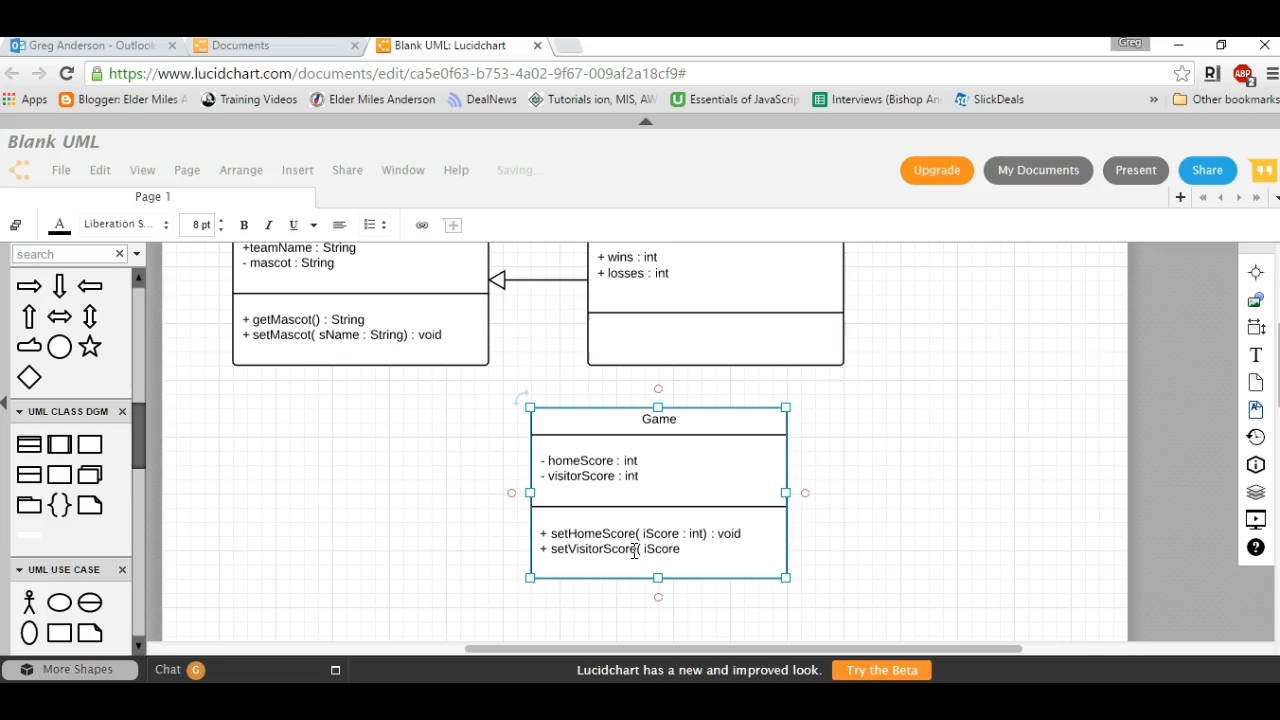 Greg Anderson - Outlook
Documents
Blank UML: Lucidchart
Greg
https://www.lucidchart.com/documents/edit/ca5e0f63-b753-4a02-9f67-009af2a18cf9#
ABP
2
Apps
Blogger: Elder Miles A
Training Videos
Elder Miles Anderson
DealNews
Tutorials ion, MIS, AW
Essentials of JavaScrip
Interviews (Bishop An
SlickDeals
»
Other bookmarks
Blank UML
File
Edit
View
Page
Arrange
Insert
Share
Window
Help
Saving...
Upgrade
My Documents
Present
Share
Page 1
Liberation S...
8 pt
B
I
U
search
+teamName : String
- mascot : String
+ getMascot() : String
+ setMascot( sName : String) : void
+ wins : int
+ losses : int
Game
- homeScore : int
- visitorScore : int
+ setHomeScore( iScore : int) : void
+ setVisitorScore( iScore
UML CLASS DGM
UML USE CASE
More Shapes
Chat
G
Lucidchart has a new and improved look.
Try the Beta